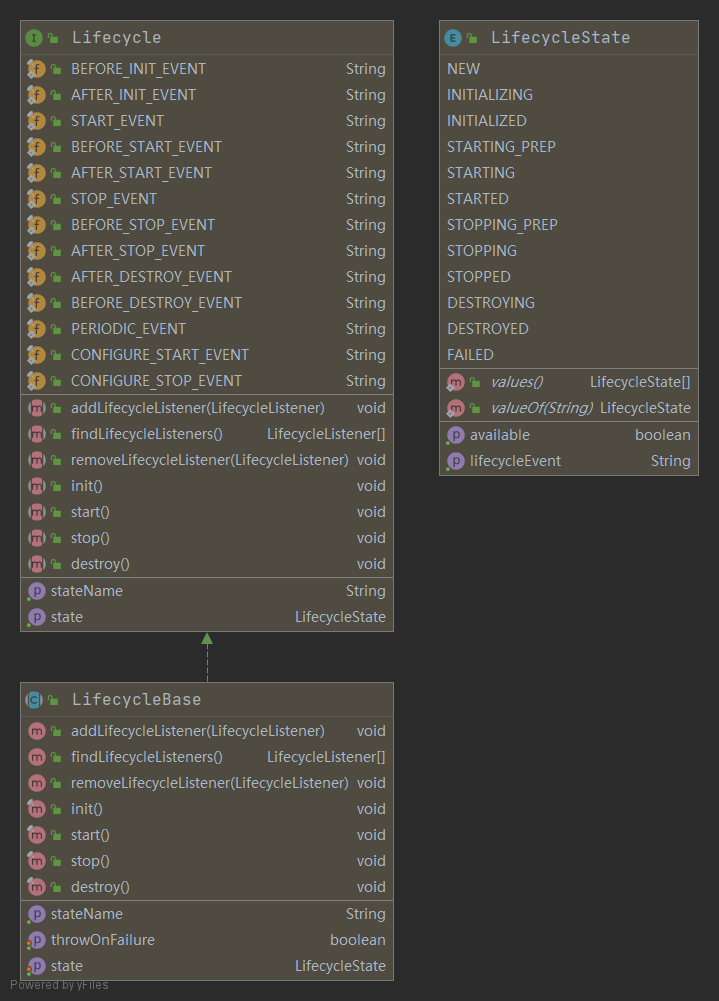 Lifecycle
BEFORE_INIT_EVENT String
AFTER_INIT_EVENT String
START_EVENT String
BEFORE_START_EVENT String
AFTER_START_EVENT String
STOP_EVENT String
BEFORE_STOP_EVENT String
AFTER_STOP_EVENT String
AFTER_DESTROY_EVENT String
BEFORE_DESTROY_EVENT String
PERIODIC_EVENT String
CONFIGURE_START_EVENT String
CONFIGURE_STOP_EVENT String
addLifecycleListener(LifecycleListener) void
findLifecycleListeners() LifecycleListener[]
removeLifecycleListener(LifecycleListener) void
init() void
start() void
stop() void
destroy() void
stateName String
state LifecycleState
LifecycleState
NEW
INITIALIZING
INITIALIZED
STARTING_PREP
STARTING
STARTED
STOPPING_PREP
STOPPING
STOPPED
DESTROYING
DESTROYED
FAILED
values() LifecycleState[]
valueOf(String) LifecycleState
available boolean
lifecycleEvent String
LifecycleBase
addLifecycleListener(LifecycleListener) void
findLifecycleListeners() LifecycleListener[]
removeLifecycleListener(LifecycleListener) void
init() void
start() void
stop() void
destroy() void
stateName String
throwOnFailure boolean
state LifecycleState
Powered by yFiles